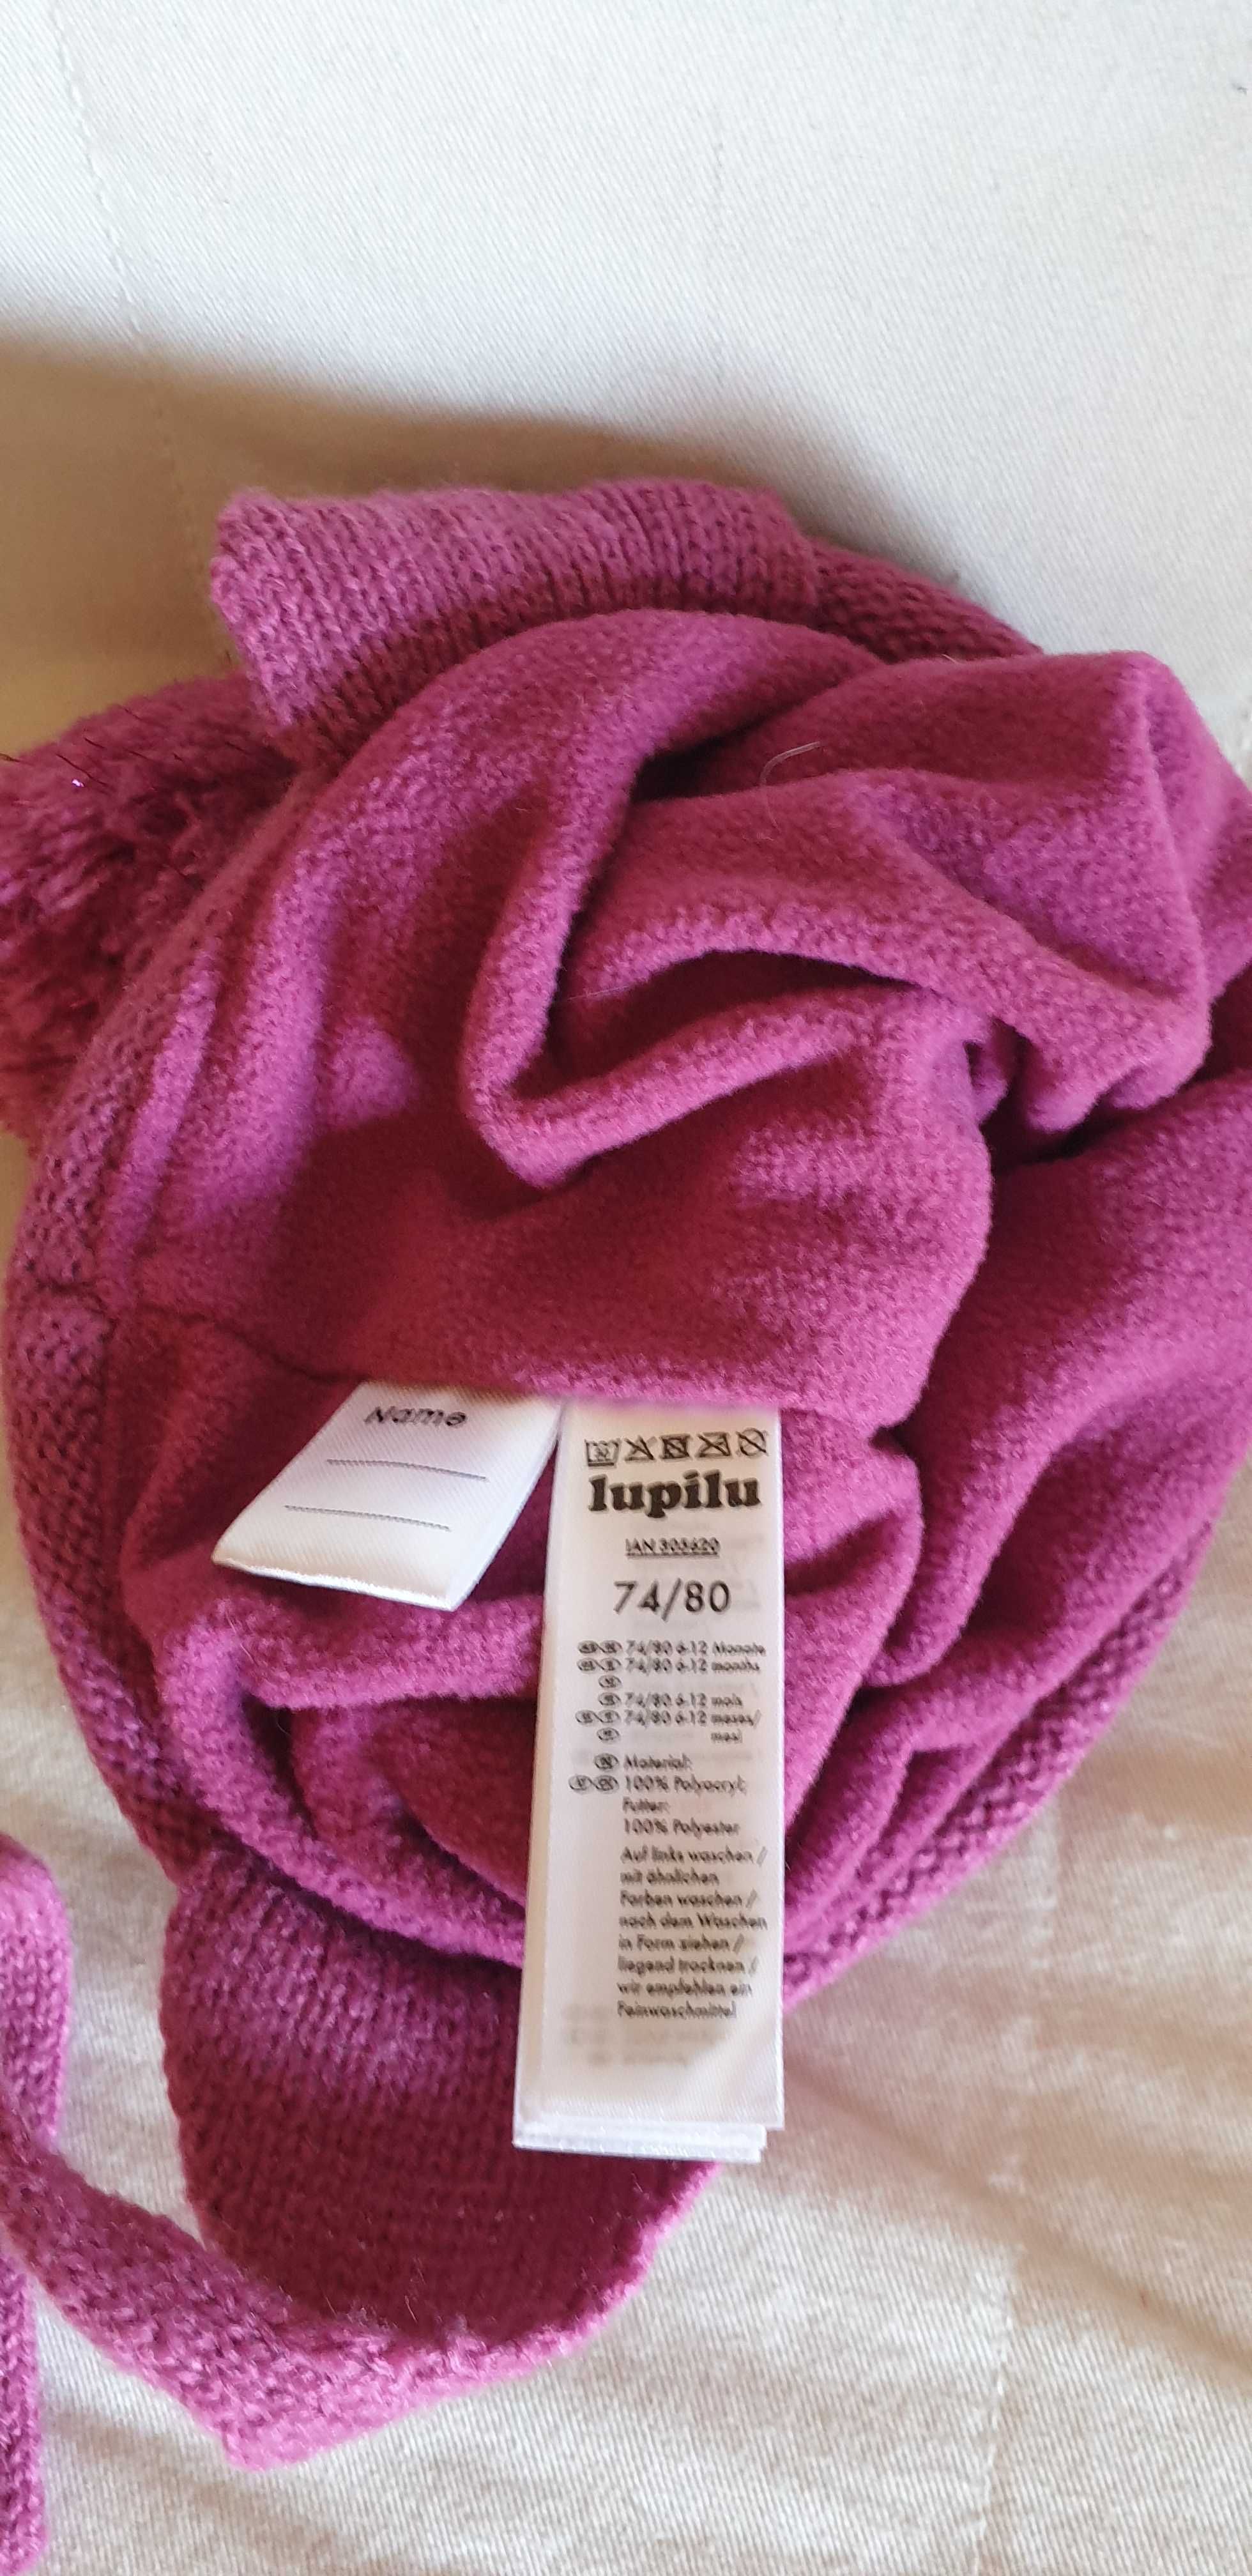 Name
lupilu
IAN 305620
74/80
74/80 6-12 Monate
74/80 6-12 months
74/80 6-12 mois
74/80 6-12 meses/
mesi
Material:
100% Polyacryl;
Futter:
100% Polyester
Auf links waschen /
mit ähnlichen
Farben waschen /
nach dem Waschen
in Form ziehen /
liegend trocknen /
wir empfehlen ein
Feinwaschmittel